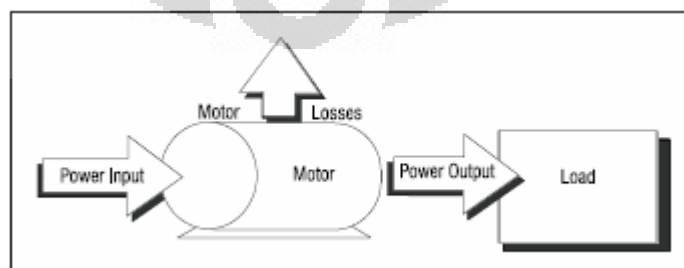 Motor Losses
Power Input
Motor
Power Output
Load